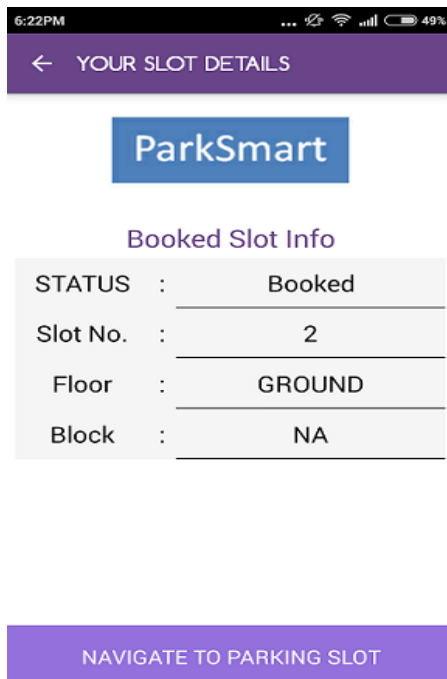 6:22PM ... 49%
YOUR SLOT DETAILS
ParkSmart
Booked Slot Info
STATUS : Booked
Slot No. : 2
Floor : GROUND
Block : NA
NAVIGATE TO PARKING SLOT